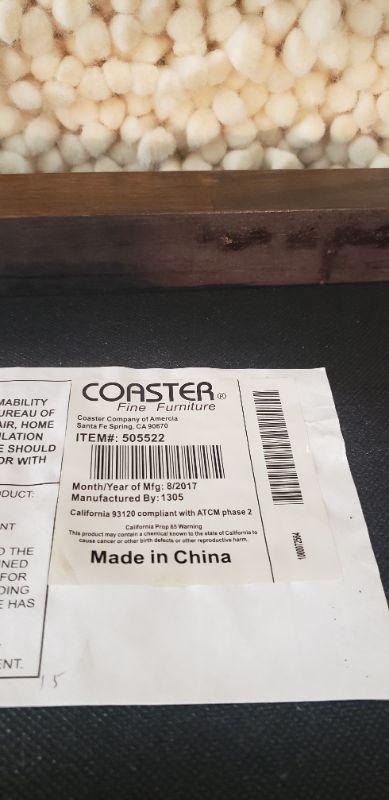 MABILITY
UREAU OF
AIR, HOME
ULATION
E SHOULD
OR WITH
DUCT:
NT
D THE
INED
FOR
DING
E HAS
ENT.
15
COASTER®
Fine Furniture
Coaster Company of Amercia
Santa Fe Spring, CA 90670
ITEM#: 505522
Month/Year of Mfg: 8/2017
Manufactured By: 1305
California 93120 compliant with ATCM phase 2
California Prop 65 Warning
This product may contain a chemical known to the state of California to
cause cancer or other birth defects or other reproductive harm.
Made in China